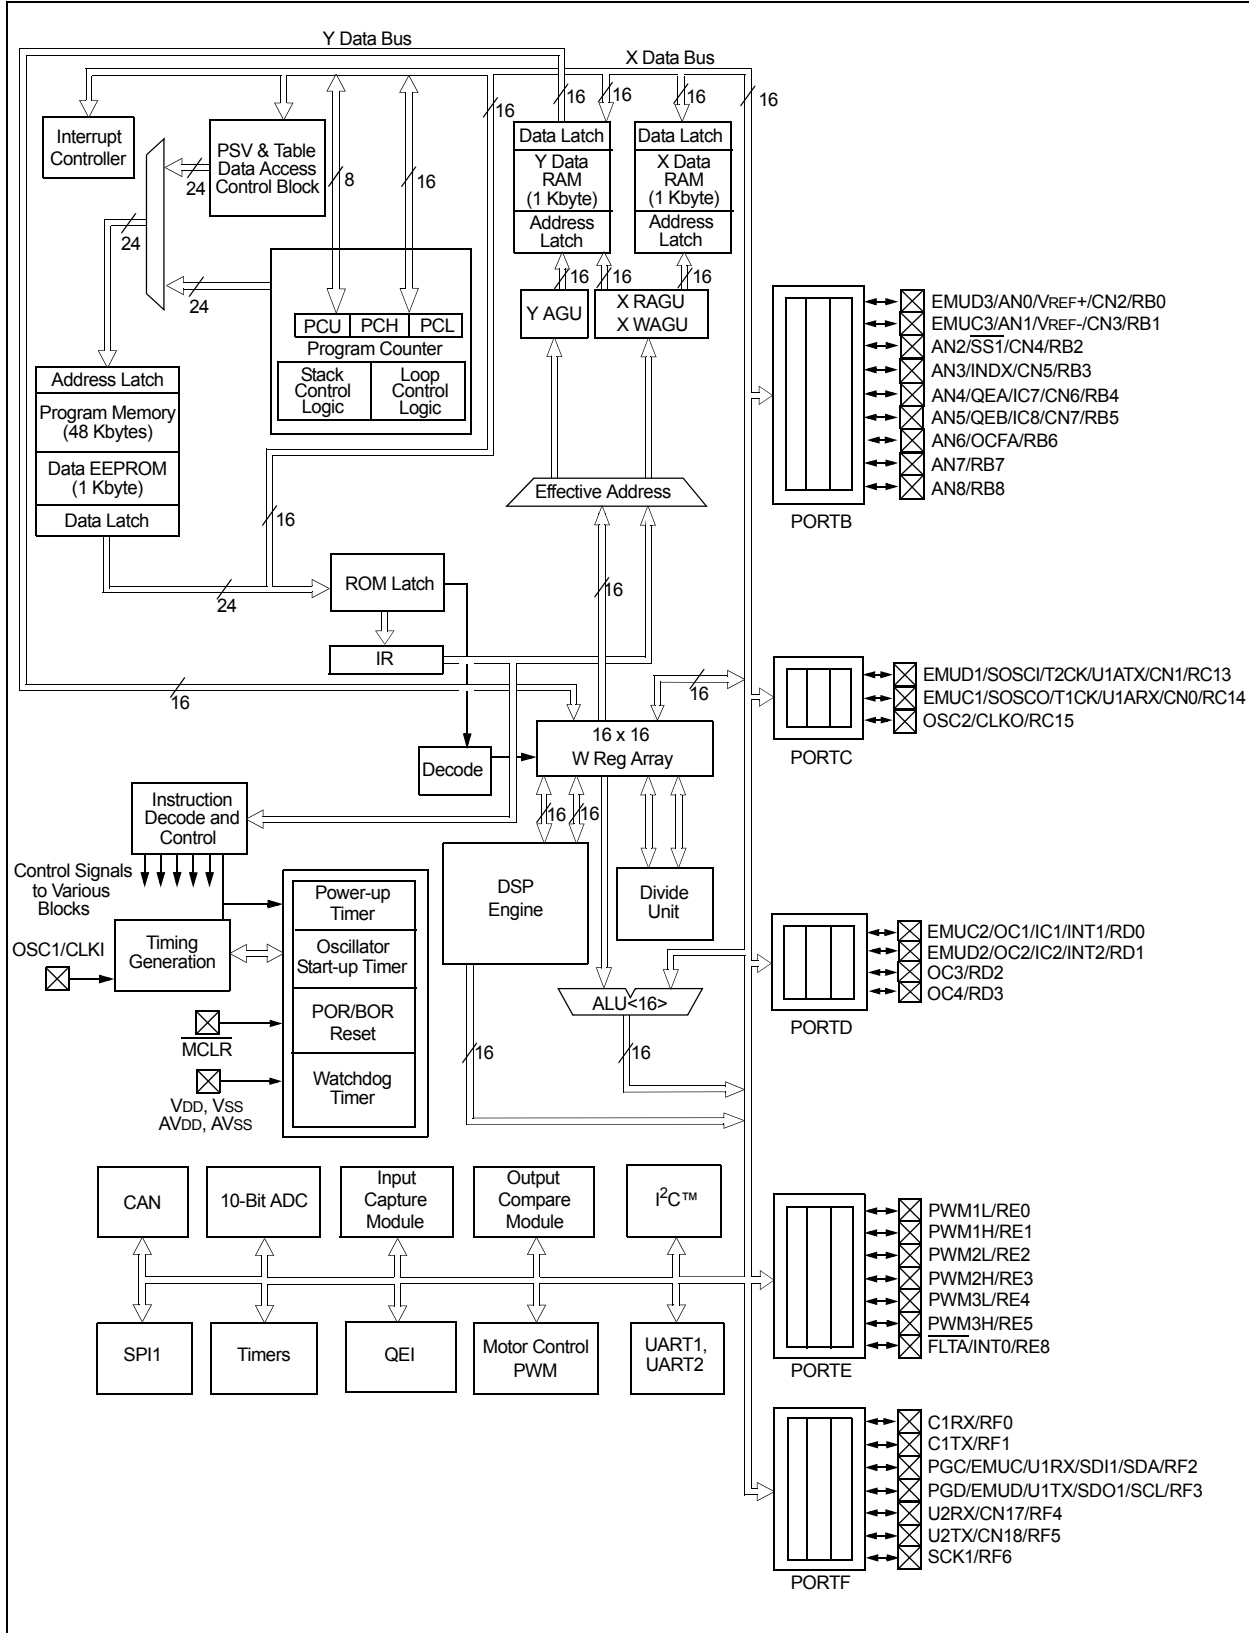 Y Data Bus
X Data Bus
16
16
16
16
16
Interrupt
Controller
PSV & Table
Data Access
Control Block
24
8
16
24
24
Data Latch
Y Data
RAM
(1 Kbyte)
Address
Latch
Data Latch
X Data
RAM
(1 Kbyte)
Address
Latch
16
16
16
Y AGU
X RAGU
X WAGU
PCU
PCH
PCL
Program Counter
Stack
Control
Logic
Loop
Control
Logic
Address Latch
Program Memory
(48 Kbytes)
Data EEPROM
(1 Kbyte)
Data Latch
16
24
Effective Address
16
ROM Latch
IR
16
16
16 x 16
W Reg Array
Decode
16
16
Instruction
Decode and
Control
Control Signals
to Various
Blocks
OSC1/CLKI
Timing
Generation
Power-up
Timer
Oscillator
Start-up Timer
POR/BOR
Reset
Watchdog
Timer
MCLR
VDD, VSS
AVDD, AVSS
DSP
Engine
Divide
Unit
ALU<16>
16
16
CAN
10-Bit ADC
Input
Capture
Module
Output
Compare
Module
I2C™
SPI1
Timers
QEI
Motor Control
PWM
UART1,
UART2
EMUD3/AN0/VREF+/CN2/RB0
EMUC3/AN1/VREF-/CN3/RB1
AN2/SS1/CN4/RB2
AN3/INDX/CN5/RB3
AN4/QEA/IC7/CN6/RB4
AN5/QEB/IC8/CN7/RB5
AN6/OCFA/RB6
AN7/RB7
AN8/RB8
PORTB
EMUD1/SOSCI/T2CK/U1ATX/CN1/RC13
EMUC1/SOSCO/T1CK/U1ARX/CN0/RC14
OSC2/CLKO/RC15
PORTC
EMUC2/OC1/IC1/INT1/RD0
EMUD2/OC2/IC2/INT2/RD1
OC3/RD2
OC4/RD3
PORTD
PWM1L/RE0
PWM1H/RE1
PWM2L/RE2
PWM2H/RE3
PWM3L/RE4
PWM3H/RE5
FLTA/INT0/RE8
PORTE
C1RX/RF0
C1TX/RF1
PGC/EMUC/U1RX/SDI1/SDA/RF2
PGD/EMUD/U1TX/SDO1/SCL/RF3
U2RX/CN17/RF4
U2TX/CN18/RF5
SCK1/RF6
PORTF